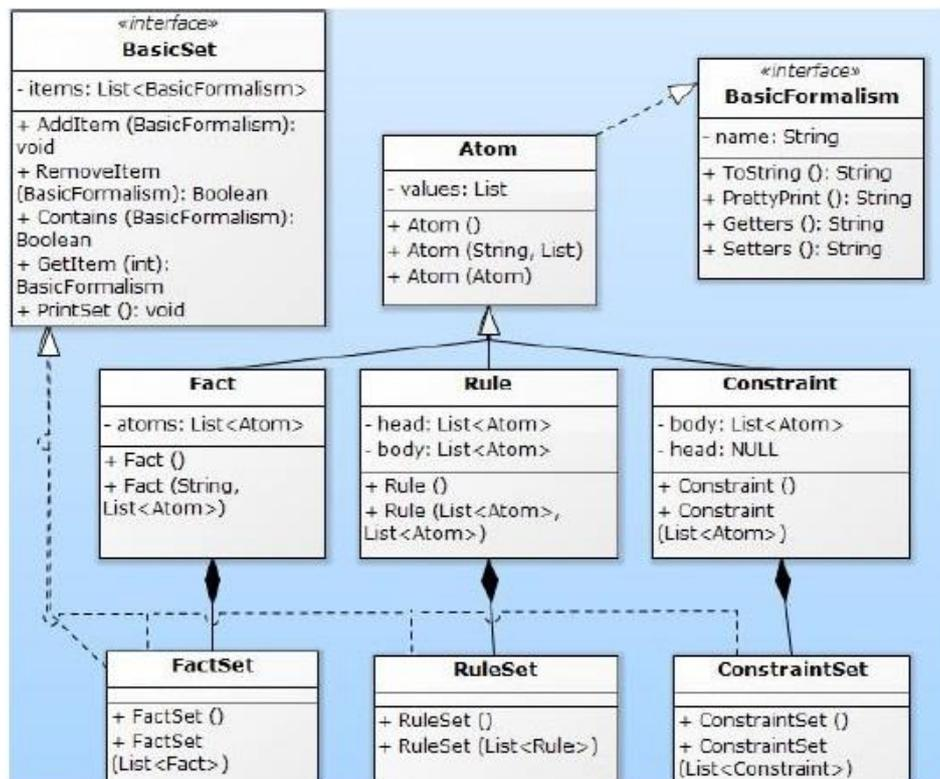 «interface»
BasicSet
- items: List<BasicFormalism>
+ AddItem (BasicFormalism):
void
+ RemoveItem
(BasicFormalism): Boolean
+ Contains (BasicFormalism):
Boolean
+ GetItem (int):
BasicFormalism
+ PrintSet (): void
«interface»
BasicFormalism
- name: String
+ ToString (): String
+ PrettyPrint (): String
+ Getters (): String
+ Setters (): String
Atom
- values: List
+ Atom ()
+ Atom (String, List)
+ Atom (Atom)
Fact
- atoms: List<Atom>
+ Fact ()
+ Fact (String,
List<Atom>)
Rule
- head: List<Atom>
- body: List<Atom>
+ Rule ()
+ Rule (List<Atom>,
List<Atom>)
Constraint
- body: List<Atom>
- head: NULL
+ Constraint ()
+ Constraint
(List<Atom>)
FactSet
+ FactSet ()
+ FactSet
(List<Fact>)
RuleSet
+ RuleSet ()
+ RuleSet (List<Rule>)
ConstraintSet
+ ConstraintSet ()
+ ConstraintSet
(List<Constraint>)